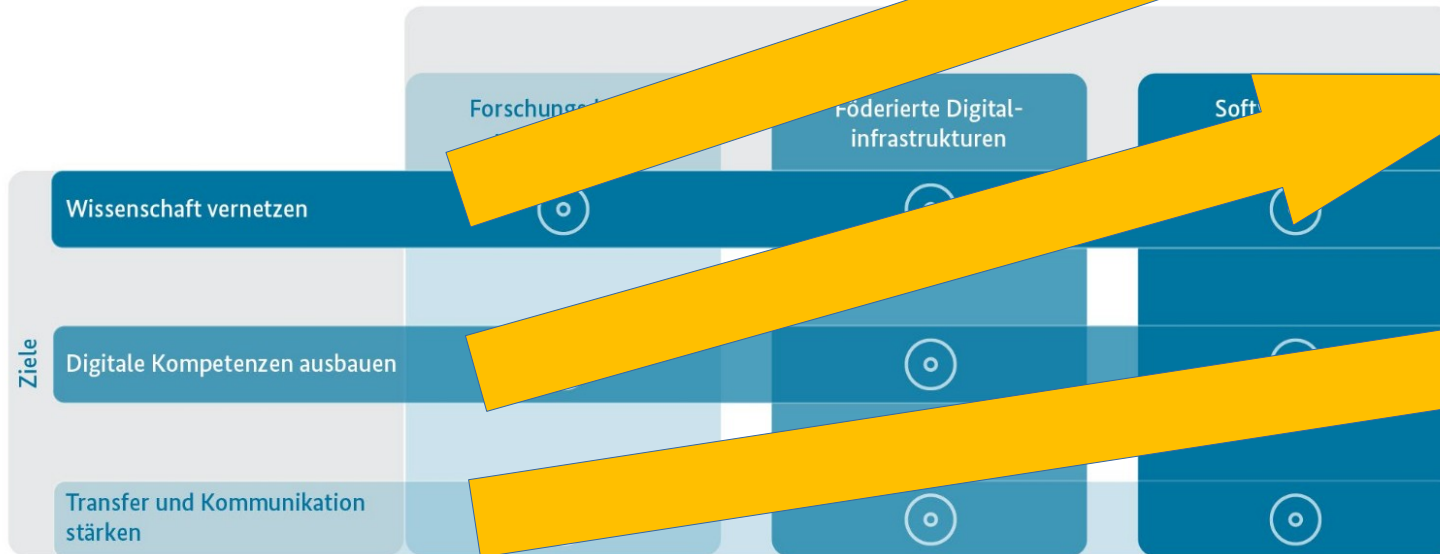 Föderierte Digital-
infrastrukturen
Wissenschaft vernetzen
Ziele
Digitale Kompetenzen ausbauen
Transfer und Kommunikation
stärken